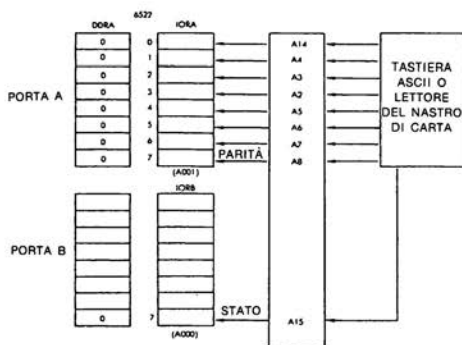 6522
DDRA IORA
PORTA A
0 0 A14
0 1 A4
0 2 A3
0 3 A2
0 4 A5
0 5 A6
0 6 A7
0 7 PARITÀ A8
(A001)
TASTIERA
ASCII O
LETTORE
DEL NASTRO
DI CARTA
IORB
PORTA B
0 7 STATO A15
(A000)